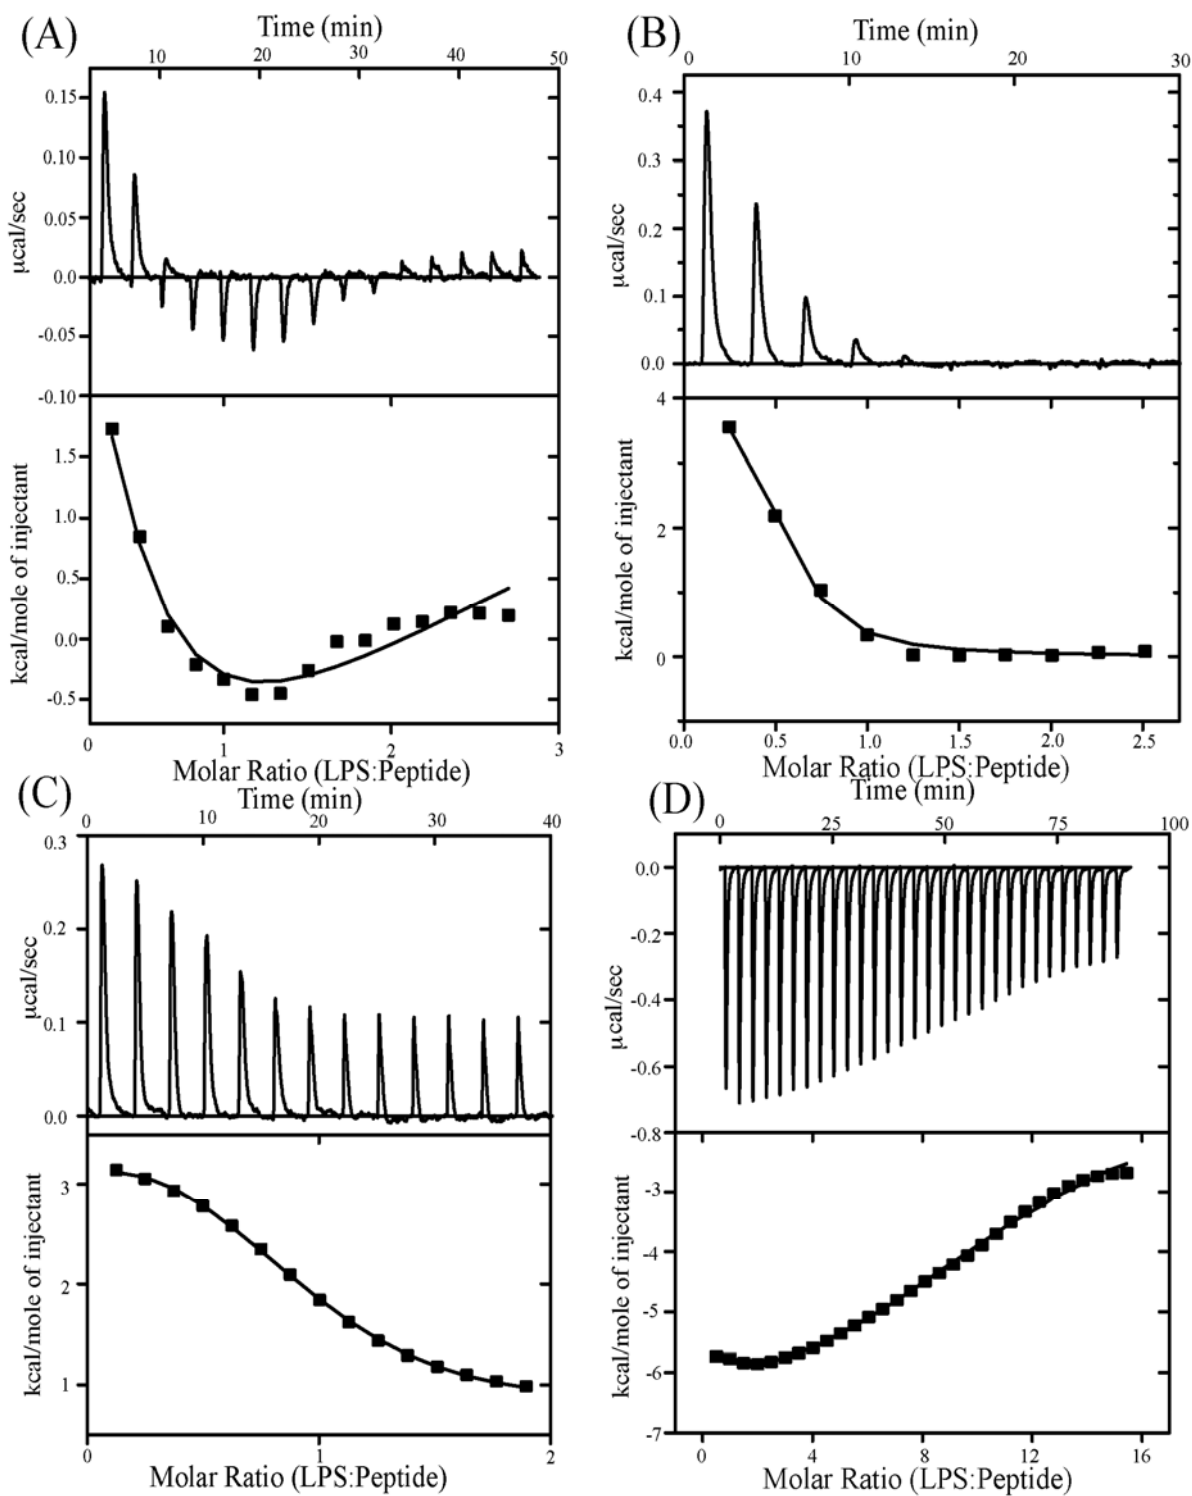 (A)
Time (min)
10 20 30 40 50
0.15
0.10
0.05
0.0
-0.05
-0.10
μcal/sec
1.5
1.0
0.5
0.0
-0.5
kcal/mole of injectant
0 1 2 3
Molar Ratio (LPS:Peptide)
(B)
Time (min)
0 10 20 30
0.4
0.3
0.2
0.1
0.0
μcal/sec
4
2
0
kcal/mole of injectant
0.0 0.5 1.0 1.5 2.0 2.5
Molar Ratio (LPS:Peptide)
(C)
Time (min)
0 10 20 30 40
0.3
0.2
0.1
0.0
μcal/sec
3
2
1
kcal/mole of injectant
0 1 2
Molar Ratio (LPS:Peptide)
(D)
Time (min)
0 25 50 75 100
0.0
-0.2
-0.4
-0.6
-0.8
μcal/sec
-3
-4
-5
-6
-7
kcal/mole of injectant
0 4 8 12 16
Molar Ratio (LPS:Peptide)